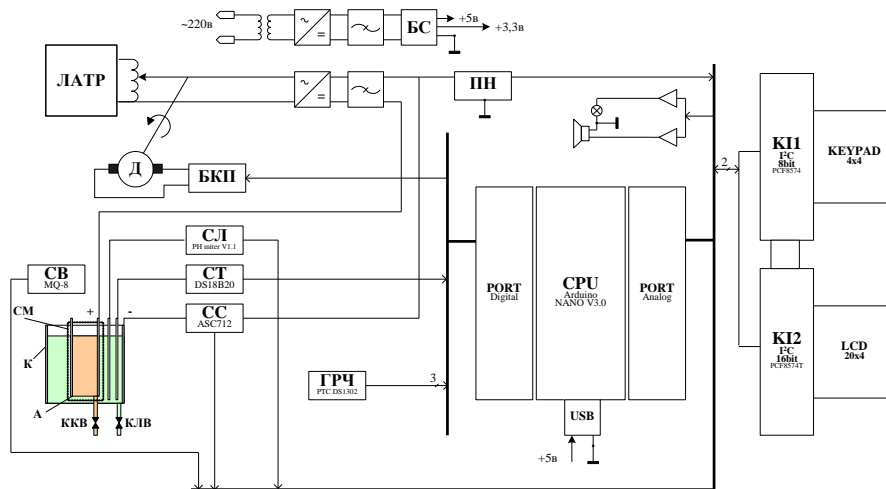 ~220в
~
=
БС
+5в
+3,3в
ЛАТР
~
=
ПН
Д
БКП
СЛ
PH miter V1.1
СВ
MQ-8
СТ
DS18B20
СС
ASC712
СМ
+
-
К
А
ККВ
КЛВ
ГРЧ
РТС DS1302
3
PORT
Digital
CPU
Arduino
NANO V3.0
PORT
Analog
USB
+5в
2
KI1
I²C
8bit
PCF8574
KEYPAD
4x4
KI2
I²C
16bit
PCF8574T
LCD
20x4